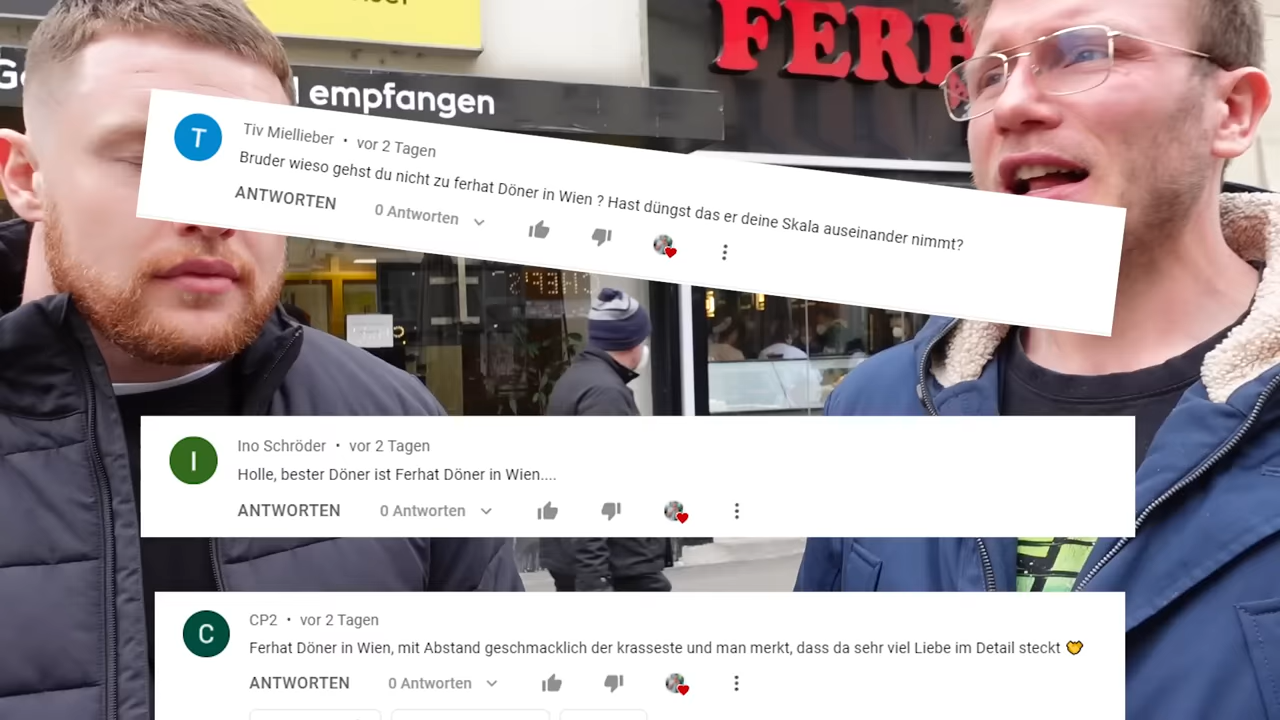 empfangen
FERH
T
Tiv Miellieber • vor 2 Tagen
Bruder wieso gehst du nicht zu ferhat Döner in Wien ? Hast düngst das er deine Skala auseinander nimmt?
ANTWORTEN 0 Antworten
I
Ino Schröder • vor 2 Tagen
Holle, bester Döner ist Ferhat Döner in Wien....
ANTWORTEN 0 Antworten
C
CP2 • vor 2 Tagen
Ferhat Döner in Wien, mit Abstand geschmacklich der krasseste und man merkt, dass da sehr viel Liebe im Detail steckt
ANTWORTEN 0 Antworten